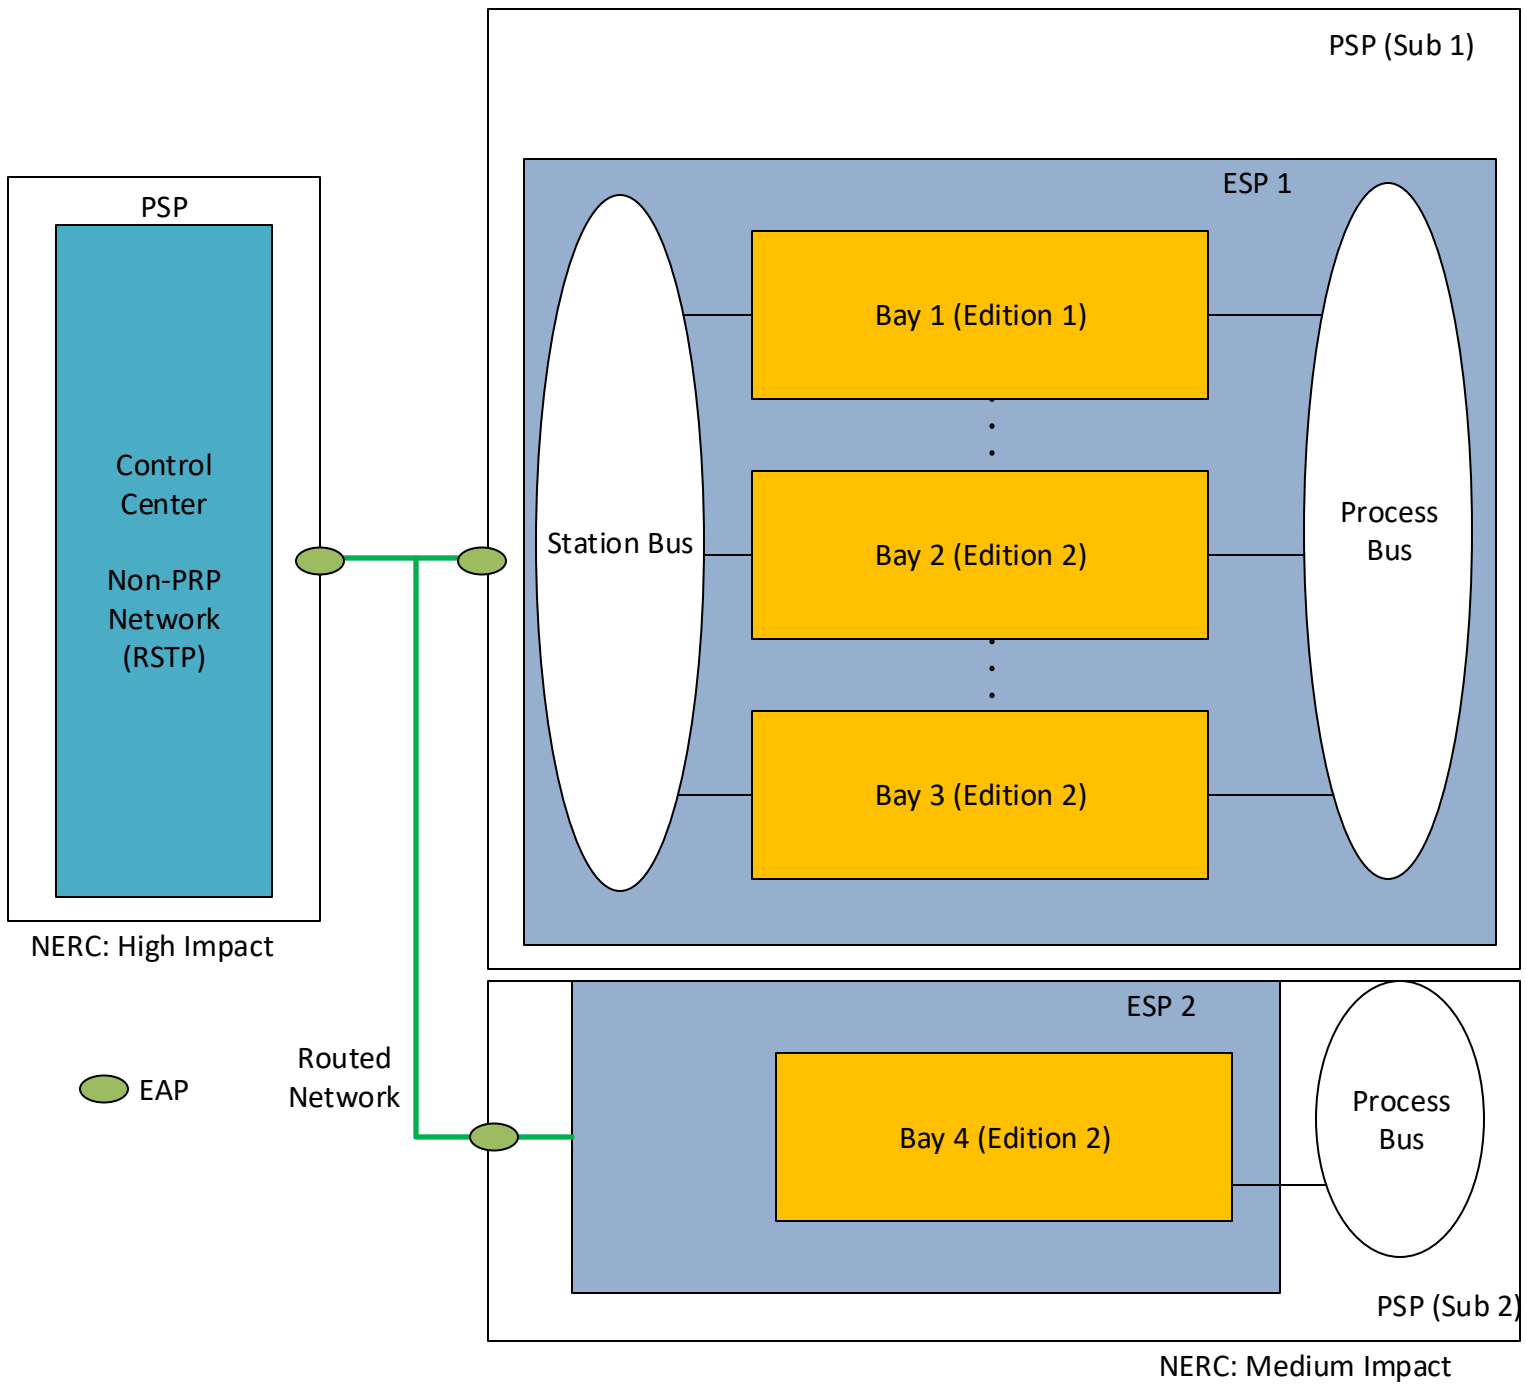 PSP (Sub 1)
ESP 1
PSP
Bay 1 (Edition 1)
Control
Center
Non-PRP
Network
(RSTP)
Station Bus
Bay 2 (Edition 2)
Process
Bus
Bay 3 (Edition 2)
NERC: High Impact
ESP 2
Routed
Network
EAP
Bay 4 (Edition 2)
Process
Bus
PSP (Sub 2)
NERC: Medium Impact